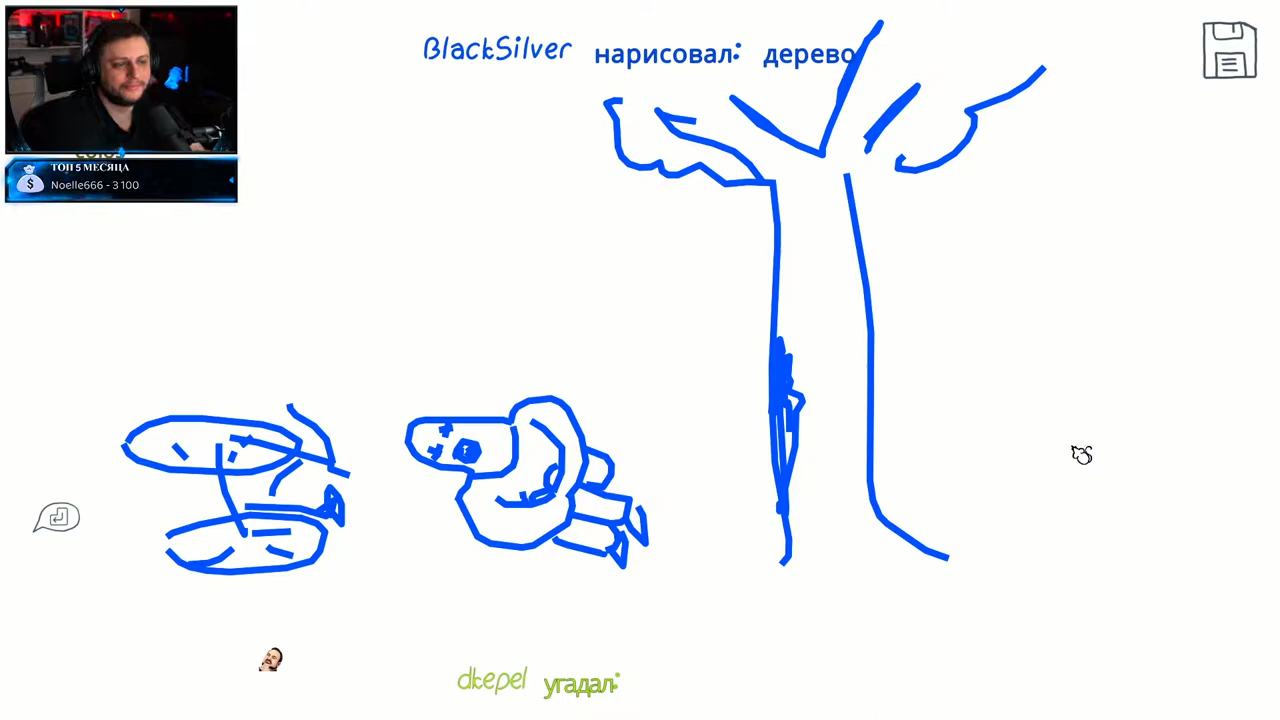 BlackSilver нарисовал: дерево
ТОП 5 МЕСЯЦА
Noelle666 - 3 100
dkepel угадал: